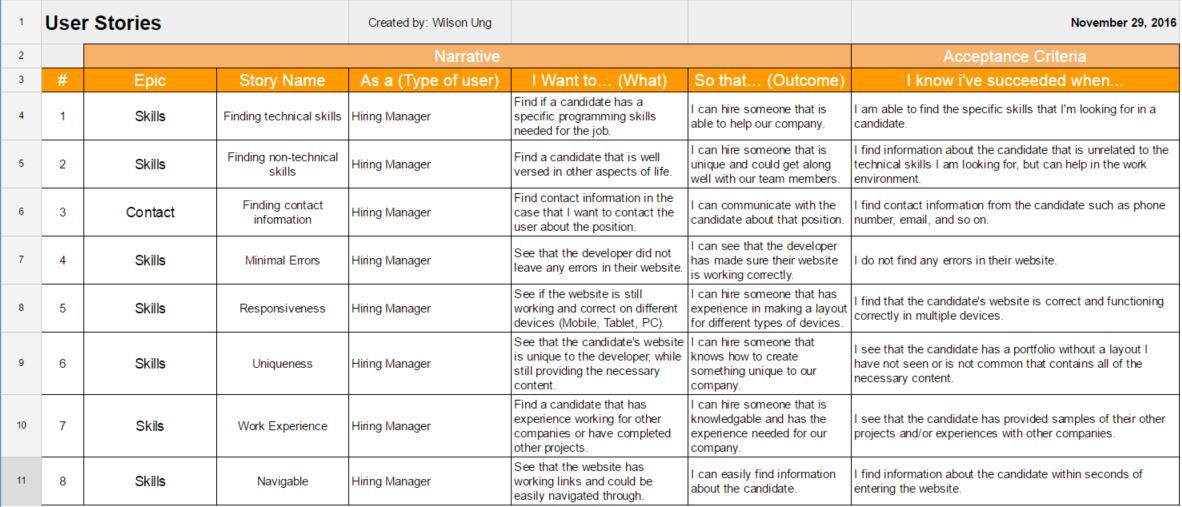 1 User Stories Created by: Wilson Ung November 29, 2016
2 Narrative Acceptance Criteria
3 # Epic Story Name As a (Type of user) I Want to... (What) So that... (Outcome) I know i've succeeded when...
4 1 Skills Finding technical skills Hiring Manager
Find if a candidate has a
specific programming skills
needed for the job.
I can hire someone that is
able to help our company.
I am able to find the specific skills that I'm looking for in a
candidate.
5 2 Skills
Finding non-technical
skills
Hiring Manager
Find a candidate that is well
versed in other aspects of life.
I can hire someone that is
unique and could get along
well with our team members.
I find information about the candidate that is unrelated to the
technical skills I am looking for, but can help in the work
environment.
6 3 Contact
Finding contact
information
Hiring Manager
Find contact information in the
case that I want to contact the
user about the position.
I can communicate with the
candidate about that position.
I find contact information from the candidate such as phone
number, email, and so on.
7 4 Skills Minimal Errors Hiring Manager
See that the developer did not
leave any errors in their website.
I can see that the developer
has made sure their website
is working correctly.
I do not find any errors in their website.
8 5 Skills Responsiveness Hiring Manager
See if the website is still
working and correct on different
devices (Mobile, Tablet, PC).
I can hire someone that has
experience in making a layout
for different types of devices.
I find that the candidate's website is correct and functioning
correctly in multiple devices.
9 6 Skills Uniqueness Hiring Manager
See that the candidate's website
is unique to the developer, while
still providing the necessary
content.
I can hire someone that
knows how to create
something unique to our
company.
I see that the candidate has a portfolio without a layout I
have not seen or is not common that contains all of the
necessary content.
10 7 Skils Work Experience Hiring Manager
Find a candidate that has
experience working for other
companies or have completed
other projects.
I can hire someone that is
knowledgable and has the
experience needed for our
company.
I see that the candidate has provided samples of their other
projects and/or experiences with other companies.
11 8 Skills Navigable Hiring Manager
See that the website has
working links and could be
easily navigated through.
I can easily find information
about the candidate.
I find information about the candidate within seconds of
entering the website.